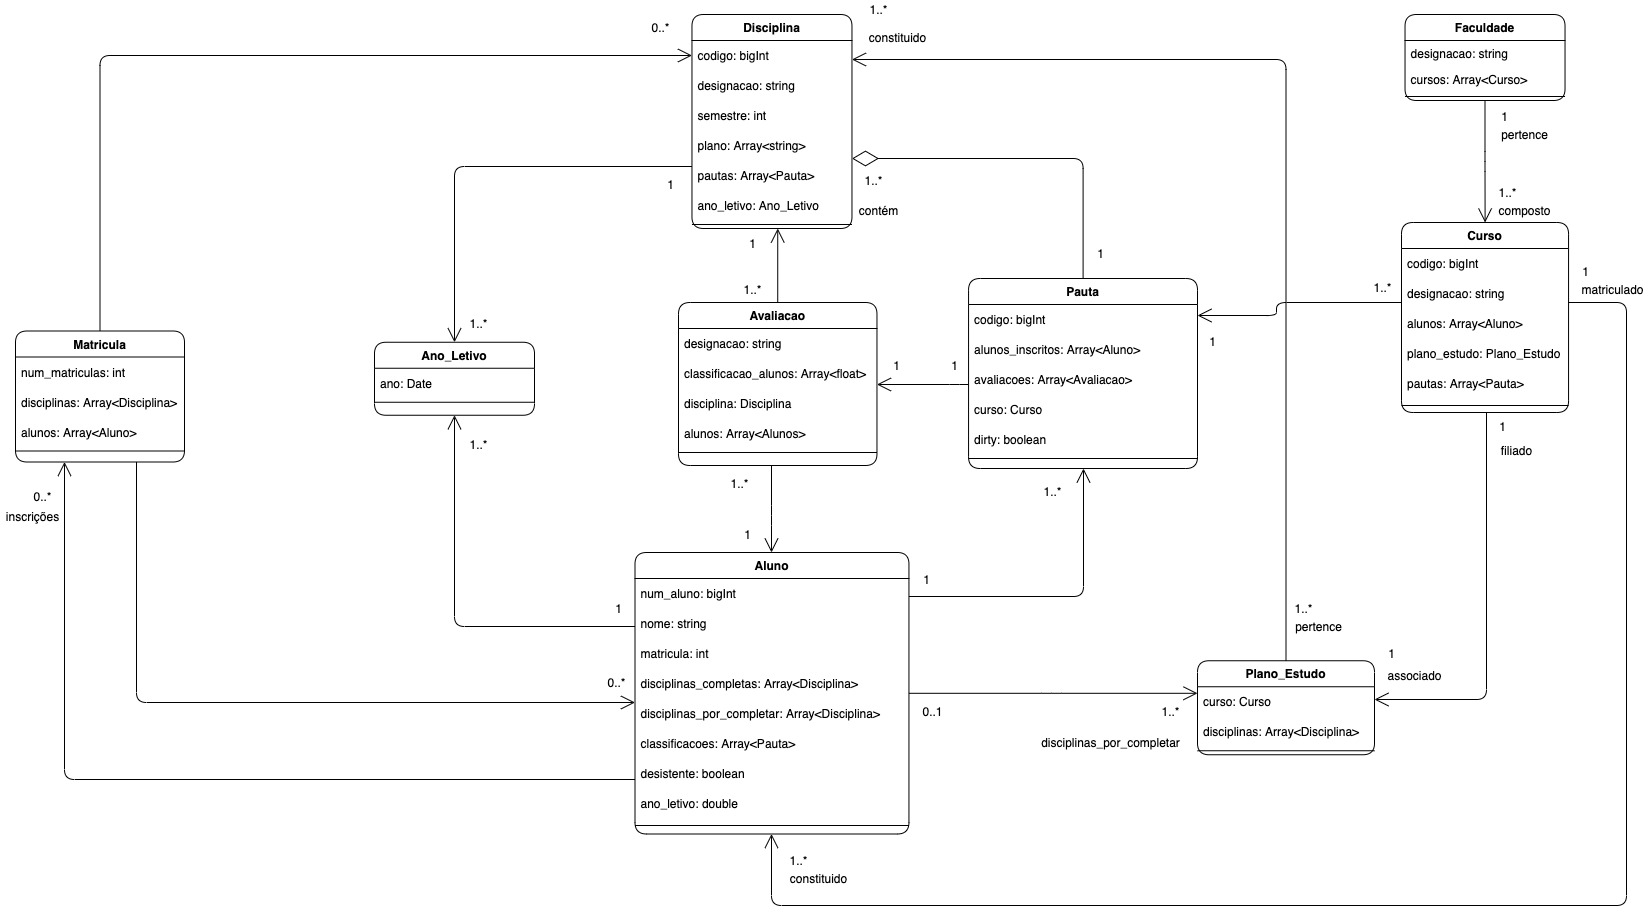 Disciplina
codigo: bigInt
designacao: string
semestre: int
plano: Array<string>
pautas: Array<Pauta>
ano_letivo: Ano_Letivo
0..*
1..*
constituido
1
1..*
contém
1
1
Faculdade
designacao: string
cursos: Array<Curso>
1
pertence
1..*
composto
Curso
codigo: bigInt
designacao: string
alunos: Array<Aluno>
plano_estudo: Plano_Estudo
pautas: Array<Pauta>
1
matriculado
1..*
1
1
filiado
Matricula
num_matriculas: int
disciplinas: Array<Disciplina>
alunos: Array<Aluno>
0..*
inscrições
1..*
Ano_Letivo
ano: Date
1..*
1..*
Avaliacao
designacao: string
classificacao_alunos: Array<float>
disciplina: Disciplina
alunos: Array<Alunos>
1
1
1..*
1
Pauta
codigo: bigInt
alunos_inscritos: Array<Aluno>
avaliacoes: Array<Avaliacao>
curso: Curso
dirty: boolean
1..*
Aluno
num_aluno: bigInt
nome: string
matricula: int
disciplinas_completas: Array<Disciplina>
disciplinas_por_completar: Array<Disciplina>
classificacoes: Array<Pauta>
desistente: boolean
ano_letivo: double
1
1
0..*
0..1
1..*
disciplinas_por_completar
1..*
pertence
1
associado
Plano_Estudo
curso: Curso
disciplinas: Array<Disciplina>
1..*
constituido